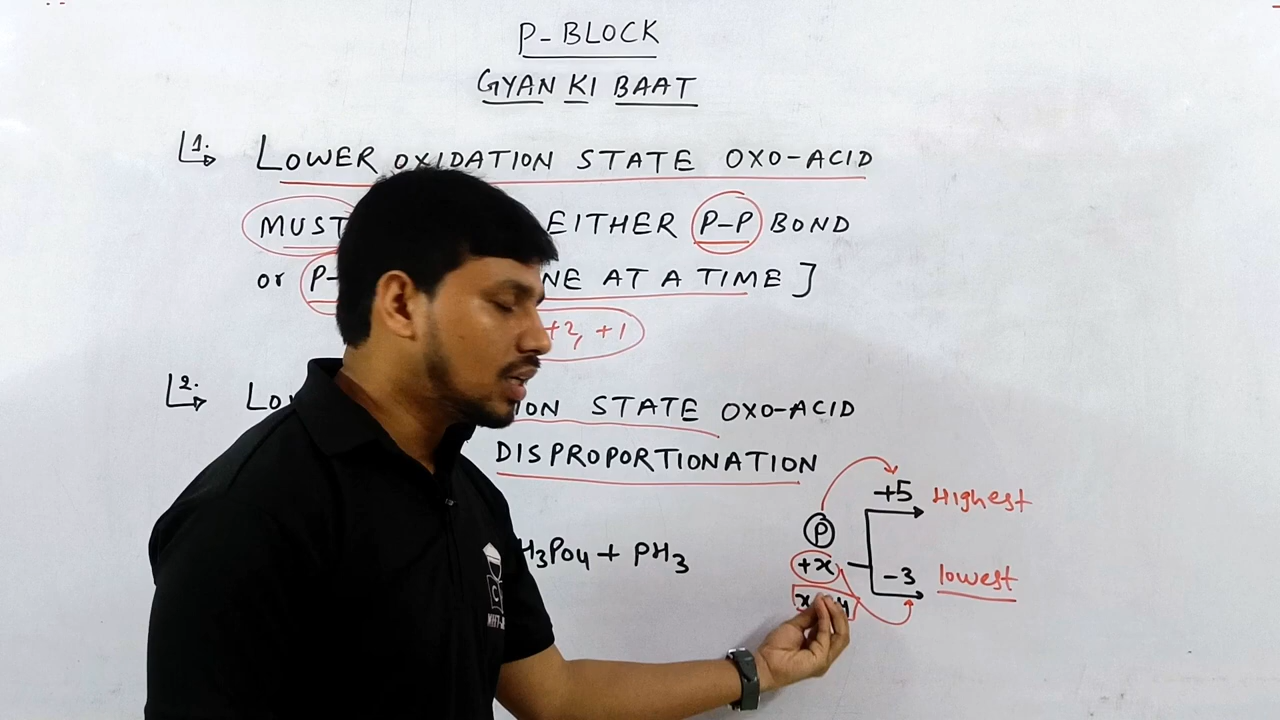 P-BLOCK
GYAN KI BAAT
1. LOWER OXIDATION STATE OXO-ACID
MUST EITHER P-P BOND
or P- NE AT A TIME]
+2, +1
2. LO ION STATE OXO-ACID
DISPROPORTIONATION
H3PO4 + PH3
P
+x
+5 Highest
-3 lowest